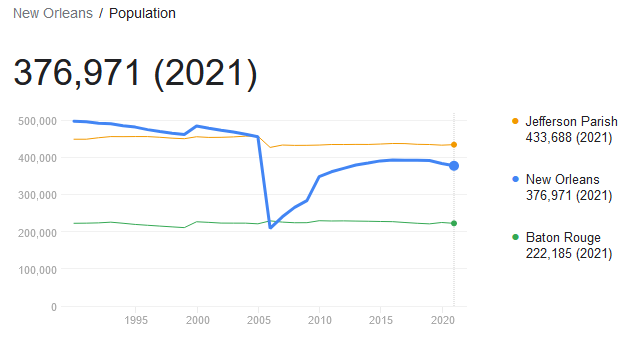 New Orleans / Population
376,971 (2021)
500,000
400,000
300,000
200,000
100,000
0
1995 2000 2005 2010 2015 2020
Jefferson Parish
433,688 (2021)
New Orleans
376,971 (2021)
Baton Rouge
222,185 (2021)